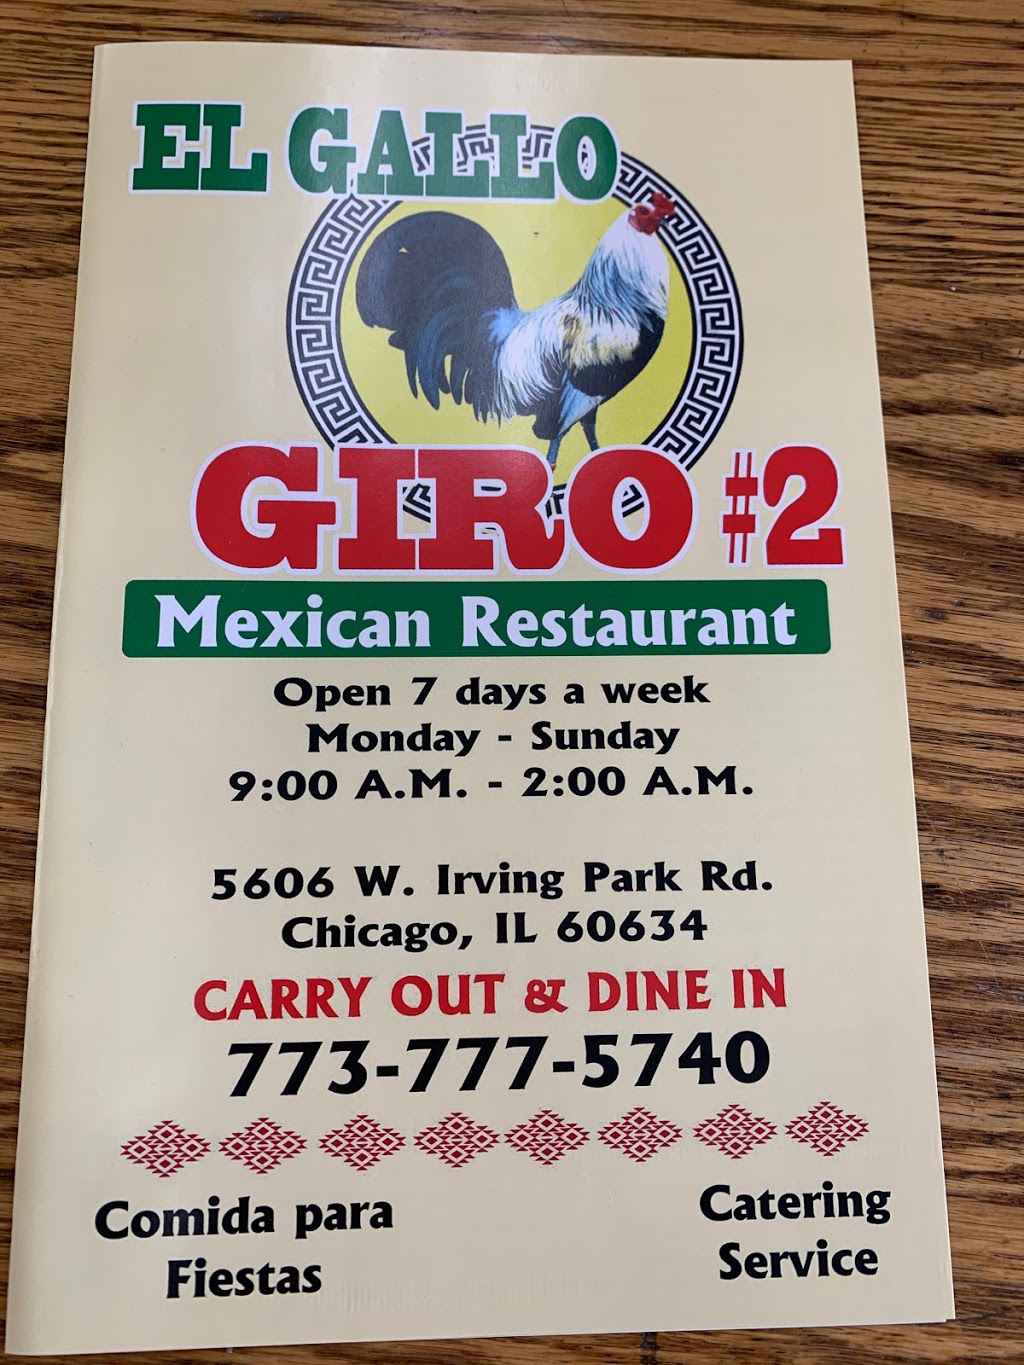 EL GALLO
GIRO #2
Mexican Restaurant
Open 7 days a week
Monday - Sunday
9:00 A.M. - 2:00 A.M.
5606 W. Irving Park Rd.
Chicago, IL 60634
CARRY OUT & DINE IN
773-777-5740
Comida para
Fiestas
Catering
Service